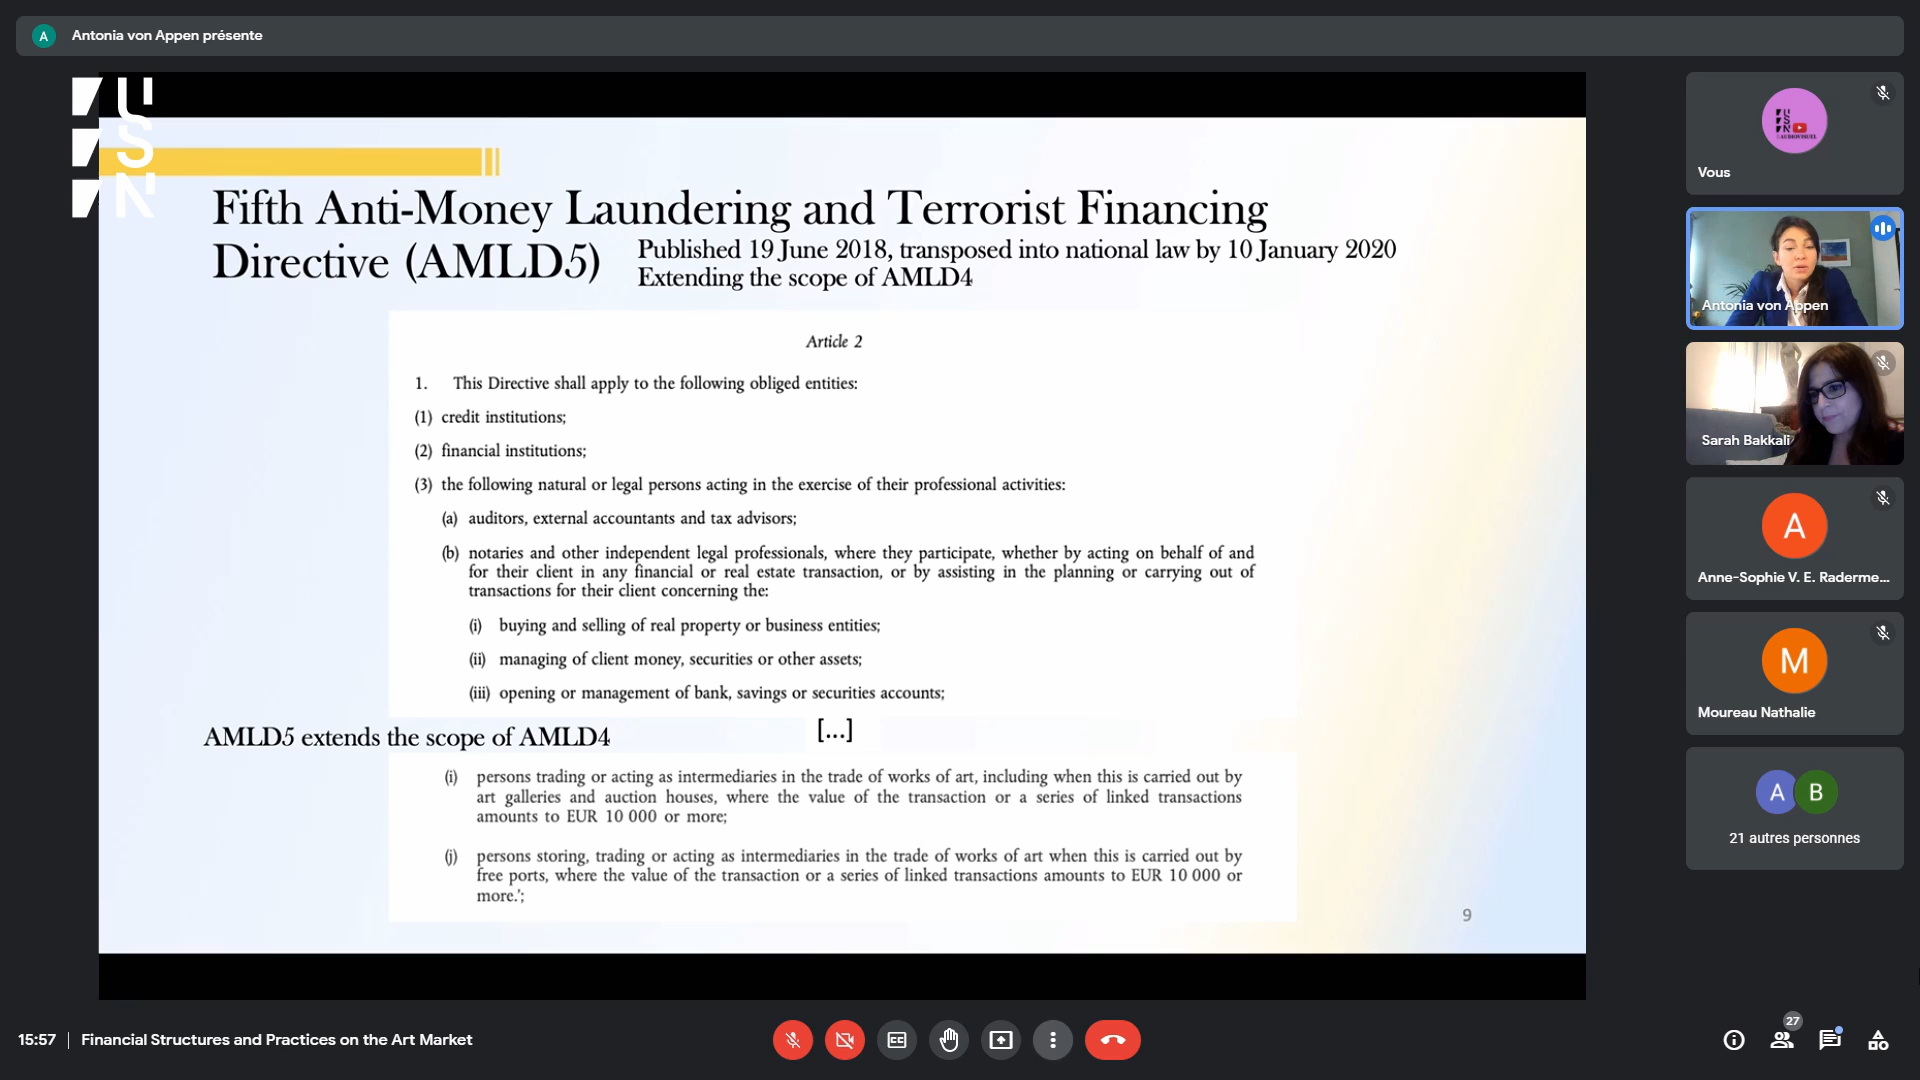 A
Antonia von Appen présente
U
S
N
Fifth Anti-Money Laundering and Terrorist Financing
Directive (AMLD5)
Published 19 June 2018, transposed into national law by 10 January 2020
Extending the scope of AMLD4
Article 2
1. This Directive shall apply to the following obliged entities:
(1) credit institutions;
(2) financial institutions;
(3) the following natural or legal persons acting in the exercise of their professional activities:
(a) auditors, external accountants and tax advisors;
(b) notaries and other independent legal professionals, where they participate, whether by acting on behalf of and
for their client in any financial or real estate transaction, or by assisting in the planning or carrying out of
transactions for their client concerning the:
(i) buying and selling of real property or business entities;
(ii) managing of client money, securities or other assets;
(iii) opening or management of bank, savings or securities accounts;
[...]
AMLD5 extends the scope of AMLD4
(i) persons trading or acting as intermediaries in the trade of works of art, including when this is carried out by
art galleries and auction houses, where the value of the transaction or a series of linked transactions
amounts to EUR 10 000 or more;
(j) persons storing, trading or acting as intermediaries in the trade of works of art when this is carried out by
free ports, where the value of the transaction or a series of linked transactions amounts to EUR 10 000 or
more.';
9
Vous
Antonia von Appen
Sarah Bakkali
A
Anne-Sophie V. E. Raderme...
M
Moureau Nathalie
A B
21 autres personnes
15:57 | Financial Structures and Practices on the Art Market
CC
27